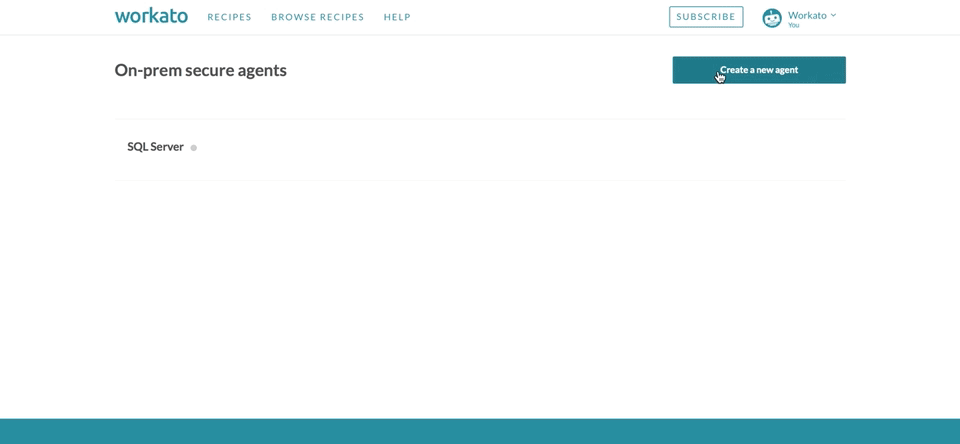 workato RECIPES BROWSE RECIPES HELP SUBSCRIBE Workato
You
On-prem secure agents Create a new agent
SQL Server